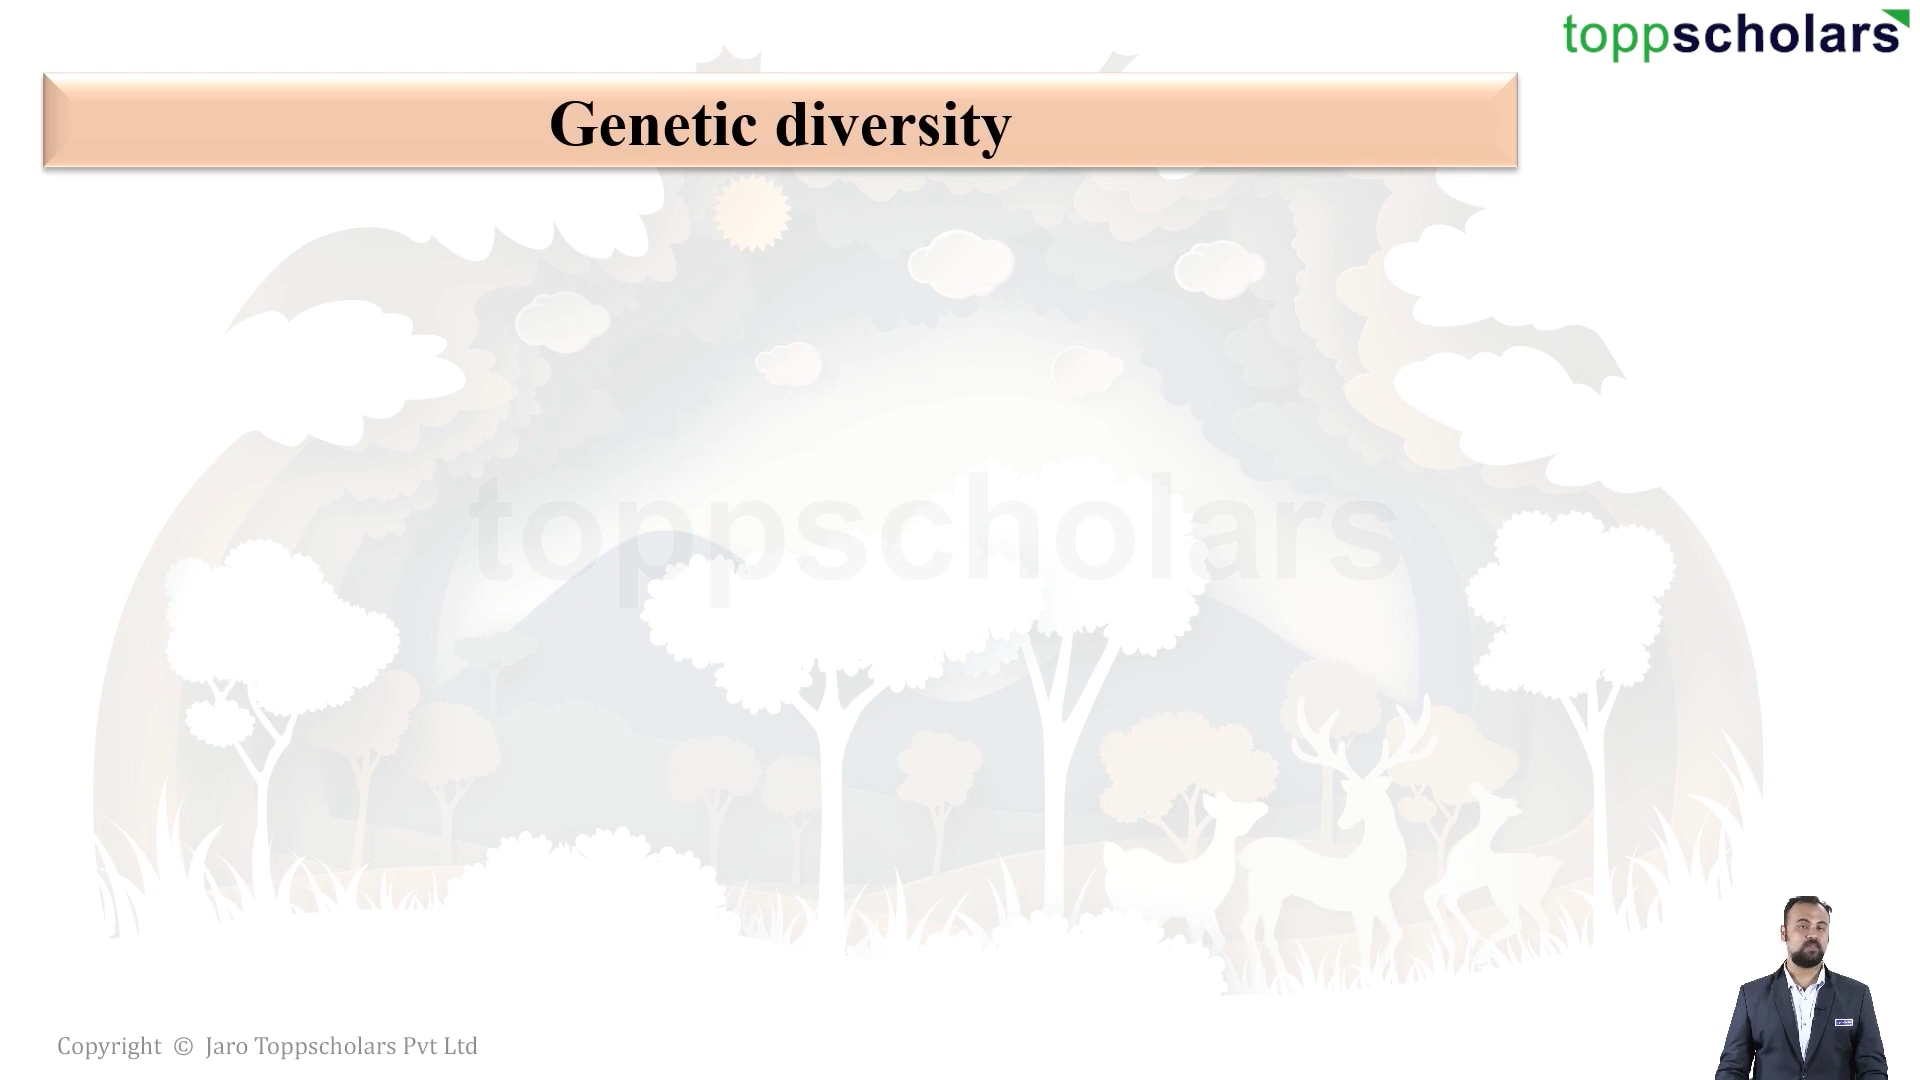 toppscholars
Genetic diversity
toppscholars
Copyright © Jaro Toppscholars Pvt Ltd